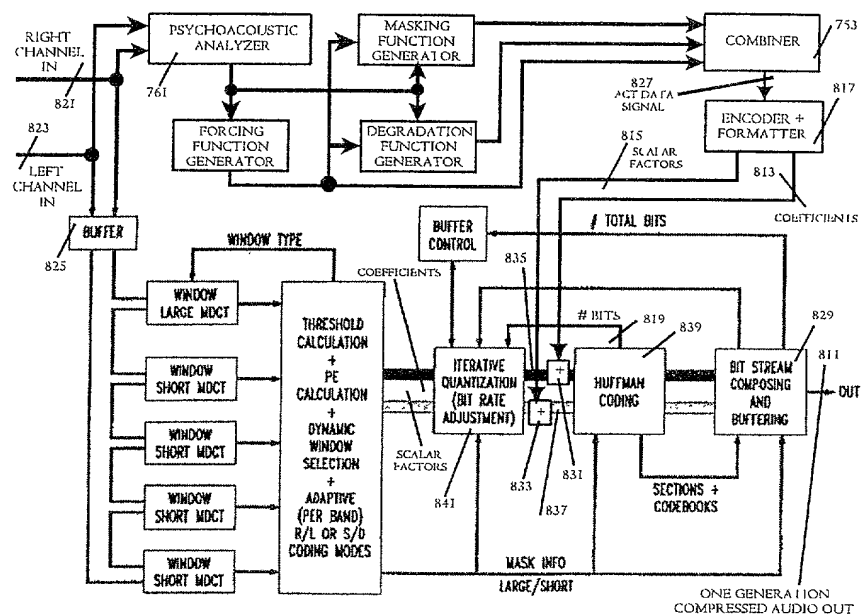 RIGHT
CHANNEL
IN
821
823
LEFT
CHANNEL
IN
PSYCHOACOUSTIC
ANALYZER
761
MASKING
FUNCTION
GENERATOR
COMBINER
753
827
ACT DATA
SIGNAL
817
FORCING
FUNCTION
GENERATOR
DEGRADATION
FUNCTION
GENERATOR
ENCODER +
FORMATTER
815
SCALAR
FACTORS
813
COEFFICIENTS
BUFFER
825
WINDOW TYPE
BUFFER
CONTROL
# TOTAL BITS
COEFFICIENTS
835
# BITS
819
839
829
811
WINDOW
LARGE MDCT
WINDOW
SHORT MDCT
WINDOW
SHORT MDCT
WINDOW
SHORT MDCT
WINDOW
SHORT MDCT
THRESHOLD
CALCULATION
+
PE
CALCULATION
+
DYNAMIC
WINDOW
SELECTION
+
ADAPTIVE
(PER BAND)
R/L OR S/D
CODING MODES
ITERATIVE
QUANTIZATION
(BIT RATE
ADJUSTMENT)
+
+
HUFFMAN
CODING
BIT STREAM
COMPOSING
AND
BUFFERING
OUT
SCALAR
FACTORS
841
833
837
831
SECTIONS +
CODEBOOKS
MASK INFO
LARGE/SHORT
ONE GENERATION
COMPRESSED AUDIO OUT